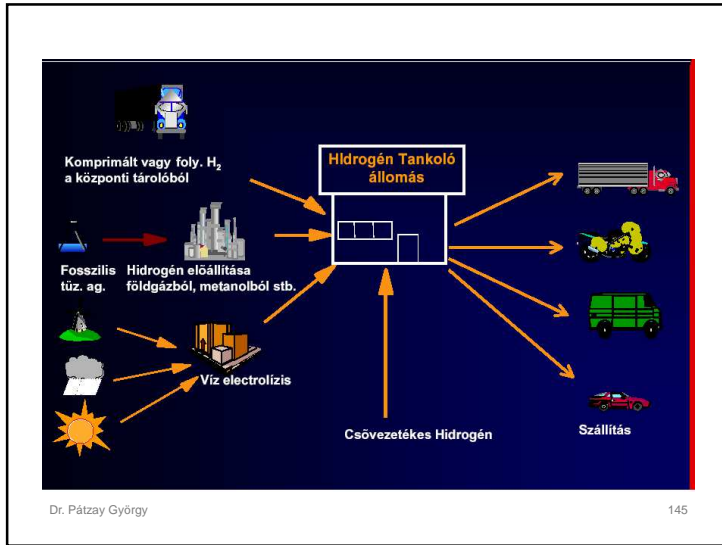 Komprimált vagy foly. H₂
a központi tárolóból
HIdrogén Tankoló
állomás
Fosszilis
tüz. ag.
Hidrogén elõállítása
földgázból, metanolból stb.
Víz electrolízis
Csővezetékes Hidrogén
Szállítás
Dr. Pátzay György
145